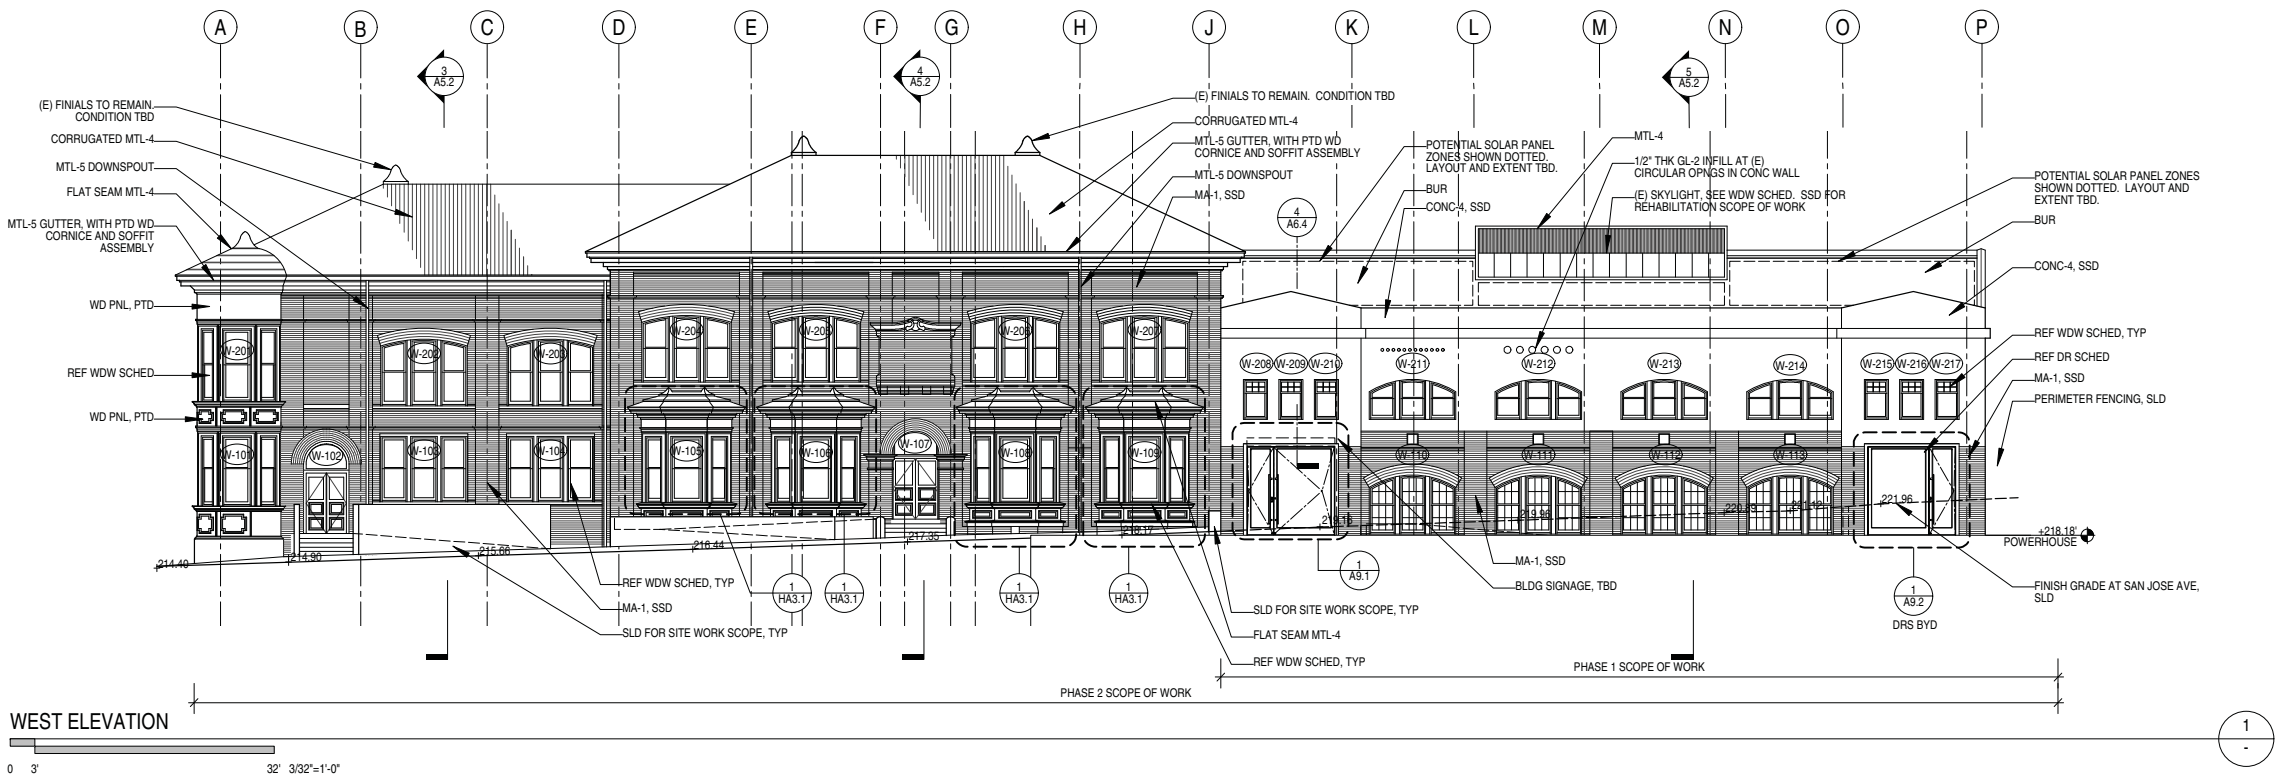 A B C D E F G H J K L M N O P
3
A5.2
4
A5.2
5
A5.2
(E) FINIALS TO REMAIN.
CONDITION TBD
CORRUGATED MTL-4
MTL-5 DOWNSPOUT
FLAT SEAM MTL-4
MTL-5 GUTTER, WITH PTD WD
CORNICE AND SOFFIT
ASSEMBLY
WD PNL, PTD
REF WDW SCHED
WD PNL, PTD
(E) FINIALS TO REMAIN. CONDITION TBD
CORRUGATED MTL-4
MTL-5 GUTTER, WITH PTD WD
CORNICE AND SOFFIT ASSEMBLY
MTL-5 DOWNSPOUT
MA-1, SSD
4
A6.4
POTENTIAL SOLAR PANEL
ZONES SHOWN DOTTED.
LAYOUT AND EXTENT TBD.
BUR
CONC-4, SSD
MTL-4
1/2" THK GL-2 INFILL AT (E)
CIRCULAR OPNGS IN CONC WALL
(E) SKYLIGHT, SEE WDW SCHED. SSD FOR
REHABILITATION SCOPE OF WORK
POTENTIAL SOLAR PANEL ZONES
SHOWN DOTTED. LAYOUT AND
EXTENT TBD.
BUR
CONC-4, SSD
REF WDW SCHED, TYP
REF DR SCHED
MA-1, SSD
PERIMETER FENCING, SLD
W-201 W-202 W-203 W-204 W-205 W-206 W-207 W-208 W-209 W-210 W-211 W-212 W-213 W-214 W-215 W-216 W-217
W-101 W-102 W-103 W-104 W-105 W-106 W-107 W-108 W-109 W-110 W-111 W-112 W-113
214.40 214.90 215.66 216.44 217.35 218.17 218.18 219.96 220.89 221.12 221.96
+218.18'
POWERHOUSE
REF WDW SCHED, TYP
MA-1, SSD
SLD FOR SITE WORK SCOPE, TYP
1
HA3.1
1
HA3.1
1
HA3.1
1
HA3.1
SLD FOR SITE WORK SCOPE, TYP
FLAT SEAM MTL-4
REF WDW SCHED, TYP
1
A9.1
MA-1, SSD
BLDG SIGNAGE, TBD
1
A9.2
DRS BYD
FINISH GRADE AT SAN JOSE AVE,
SLD
PHASE 1 SCOPE OF WORK
PHASE 2 SCOPE OF WORK
WEST ELEVATION
0 3' 32' 3/32"=1'-0"
1
-